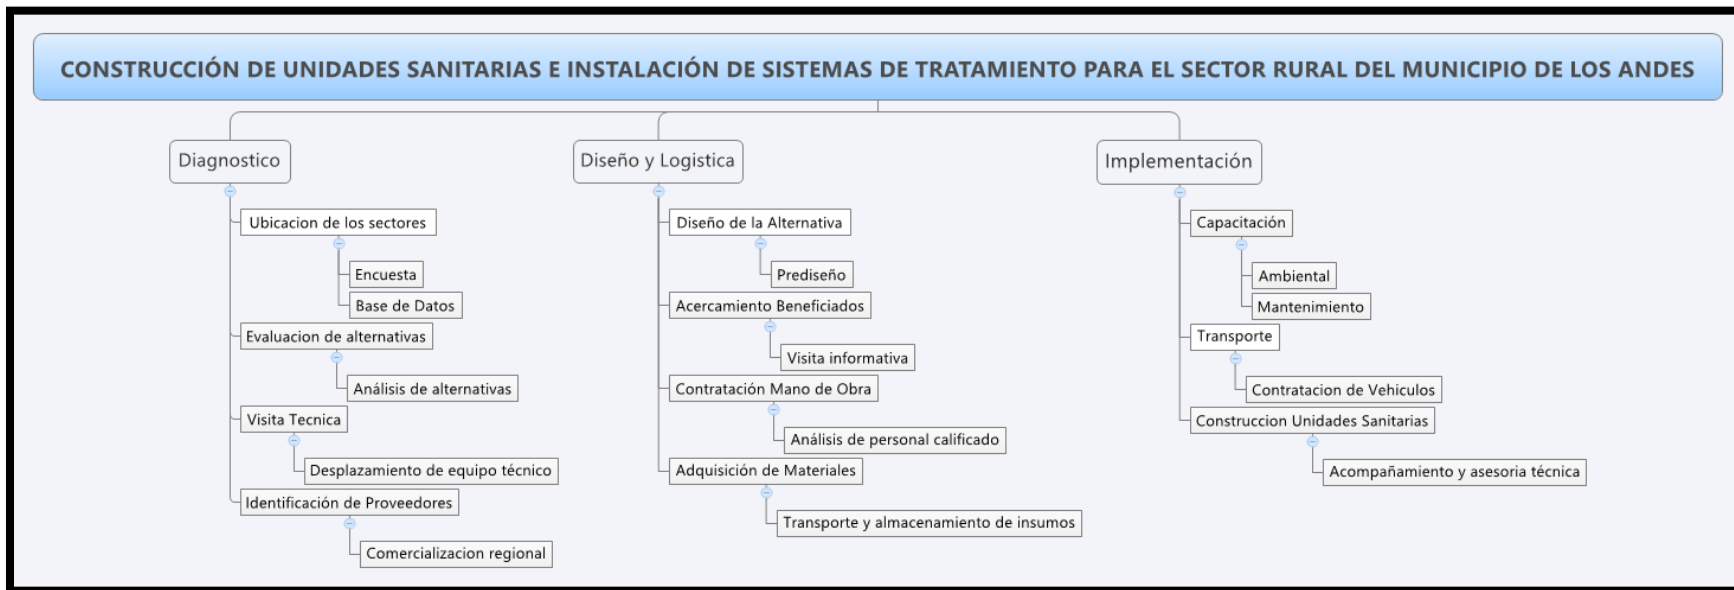 CONSTRUCCIÓN DE UNIDADES SANITARIAS E INSTALACIÓN DE SISTEMAS DE TRATAMIENTO PARA EL SECTOR RURAL DEL MUNICIPIO DE LOS ANDES
Diagnostico
Ubicacion de los sectores
Encuesta
Base de Datos
Evaluacion de alternativas
Análisis de alternativas
Visita Tecnica
Desplazamiento de equipo técnico
Identificación de Proveedores
Comercializacion regional
Diseño y Logistica
Diseño de la Alternativa
Prediseño
Acercamiento Beneficiados
Visita informativa
Contratación Mano de Obra
Análisis de personal calificado
Adquisición de Materiales
Transporte y almacenamiento de insumos
Implementación
Capacitación
Ambiental
Mantenimiento
Transporte
Contratacion de Vehiculos
Construccion Unidades Sanitarias
Acompañamiento y asesoria técnica